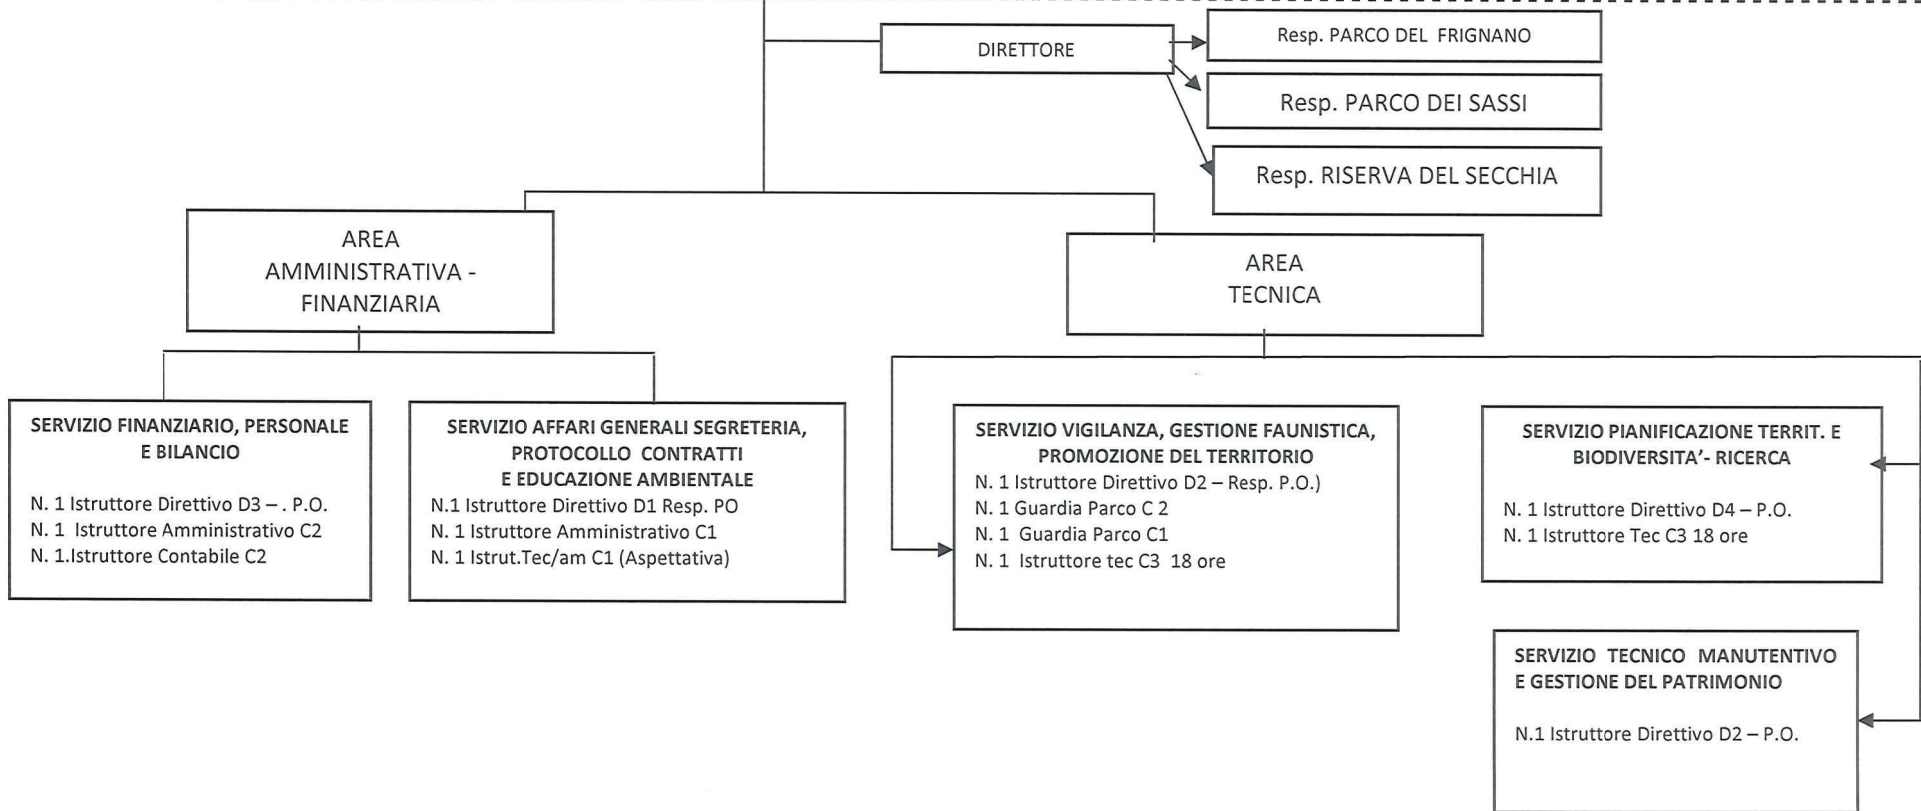 DIRETTORE
Resp. PARCO DEL FRIGNANO
Resp. PARCO DEI SASSI
Resp. RISERVA DEL SECCHIA
AREA
AMMINISTRATIVA -
FINANZIARIA
AREA
TECNICA
SERVIZIO FINANZIARIO, PERSONALE
E BILANCIO
N. 1 Istruttore Direttivo D3 – . P.O.
N. 1 Istruttore Amministrativo C2
N. 1.Istruttore Contabile C2
SERVIZIO AFFARI GENERALI SEGRETERIA,
PROTOCOLLO CONTRATTI
E EDUCAZIONE AMBIENTALE
N.1 Istruttore Direttivo D1 Resp. PO
N. 1 Istruttore Amministrativo C1
N. 1 Istrut.Tec/am C1 (Aspettativa)
SERVIZIO VIGILANZA, GESTIONE FAUNISTICA,
PROMOZIONE DEL TERRITORIO
N. 1 Istruttore Direttivo D2 – Resp. P.O.)
N. 1 Guardia Parco C 2
N. 1 Guardia Parco C1
N. 1 Istruttore tec C3 18 ore
SERVIZIO PIANIFICAZIONE TERRIT. E
BIODIVERSITA’- RICERCA
N. 1 Istruttore Direttivo D4 – P.O.
N. 1 Istruttore Tec C3 18 ore
SERVIZIO TECNICO MANUTENTIVO
E GESTIONE DEL PATRIMONIO
N.1 Istruttore Direttivo D2 – P.O.